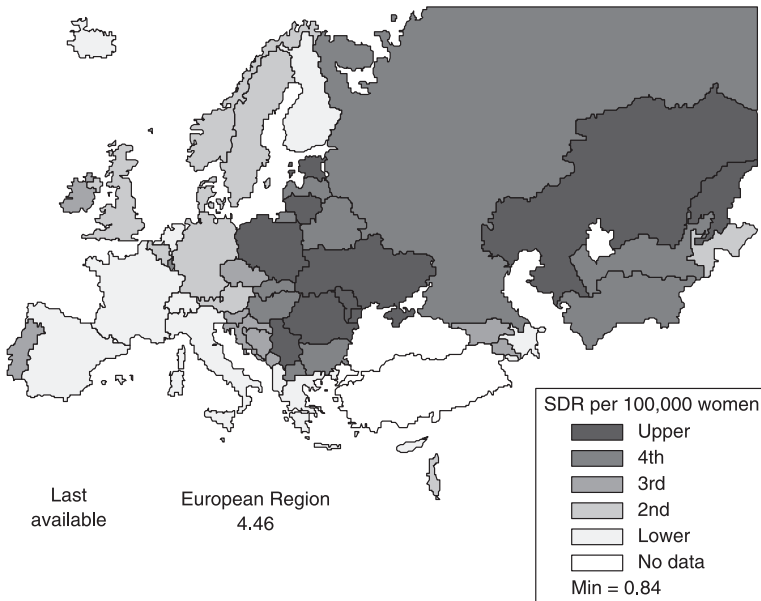 Last
available
European Region
4.46
SDR per 100,000 women
Upper
4th
3rd
2nd
Lower
No data
Min = 0.84